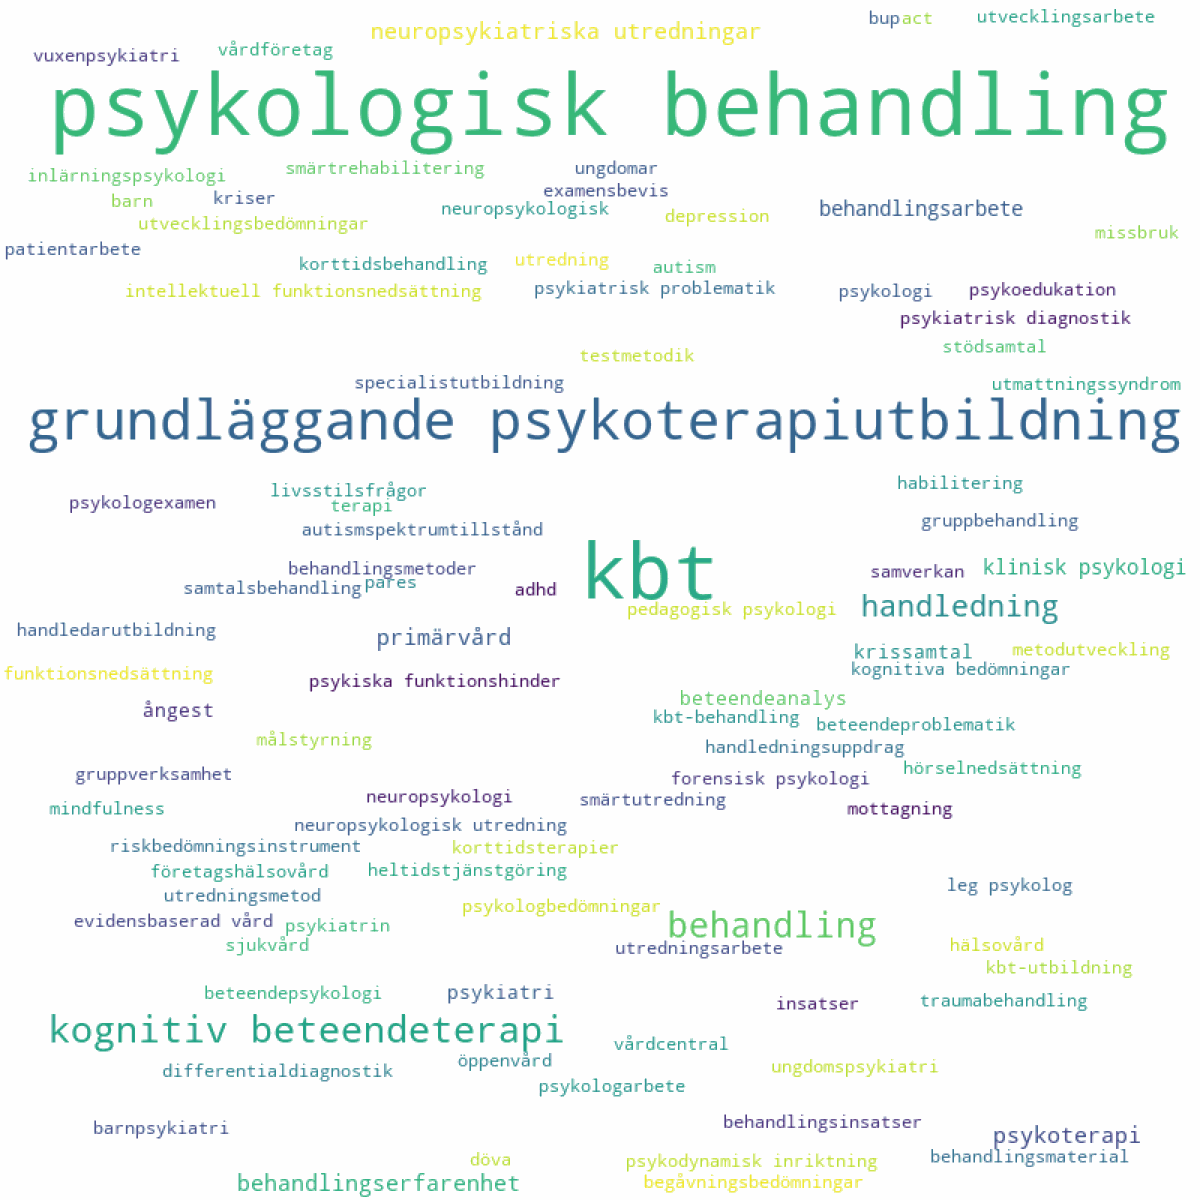 bup act utvecklingsarbete
neuropsykiatriska utredningar
vårdföretag
vuxenpsykiatri
psykologisk behandling
smärtrehabilitering ungdomar
inlärningspsykologi
examensbevis
barn kriser
neuropsykologisk behandlingsarbete
utvecklingsbedömningar depression
missbruk
patientarbete
korttidsbehandling utredning autism
intellektuell funktionsnedsättning psykiatrisk problematik psykologi psykoedukation
psykiatrisk diagnostik
stödsamtal
testmetodik
specialistutbildning utmattningssyndrom
grundläggande psykoterapiutbildning
habilitering
livsstilsfrågor
psykologexamen terapi
gruppbehandling
autismspektrumtillstånd
behandlingsmetoder kbt samverkan klinisk psykologi
samtalsbehandling pares adhd
pedagogisk psykologi handledning
handledarutbildning primärvård
krissamtal metodutveckling
funktionsnedsättning kognitiva bedömningar
psykiska funktionshinder
beteendeanalys
ångest kbt-behandling beteendeproblematik
målstyrning handledningsuppdrag
gruppverksamhet forensisk psykologi hörselnedsättning
neuropsykologi smärtutredning
mindfulness mottagning
neuropsykologisk utredning
riskbedömningsinstrument korttidsterapier
företagshälsovård heltidstjänstgöring
utredningsmetod leg psykolog
psykologbedömningar
evidensbaserad vård psykiatrin behandling
sjukvård utredningsarbete hälsovård
kbt-utbildning
beteendepsykologi psykiatri
insatser traumabehandling
kognitiv beteendeterapi
vårdcentral
öppenvård
differentialdiagnostik ungdomspsykiatri
psykologarbete
barnpsykiatri behandlingsinsatser
psykoterapi
döva psykodynamisk inriktning behandlingsmaterial
behandlingserfarenhet begåvningsbedömningar